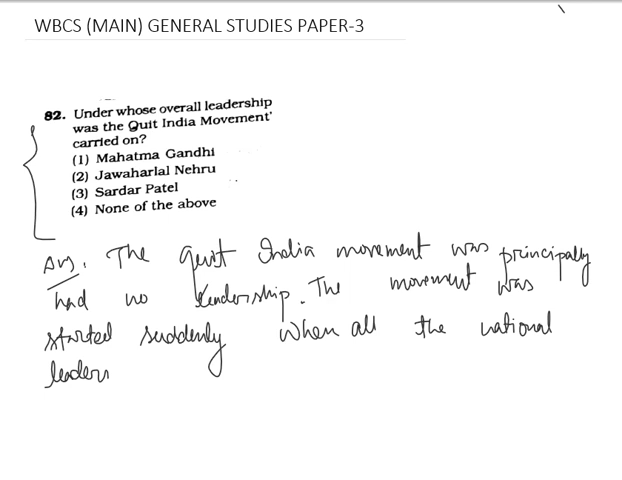 WBCS (MAIN) GENERAL STUDIES PAPER-3
82. Under whose overall leadership
was the Quit India Movement'
carried on?
(1) Mahatma Gandhi
(2) Jawaharlal Nehru
(3) Sardar Patel
(4) None of the above
Ans. The quit India movement was principally
had no leadership. The movement was
started suddenly when all the national
leaders